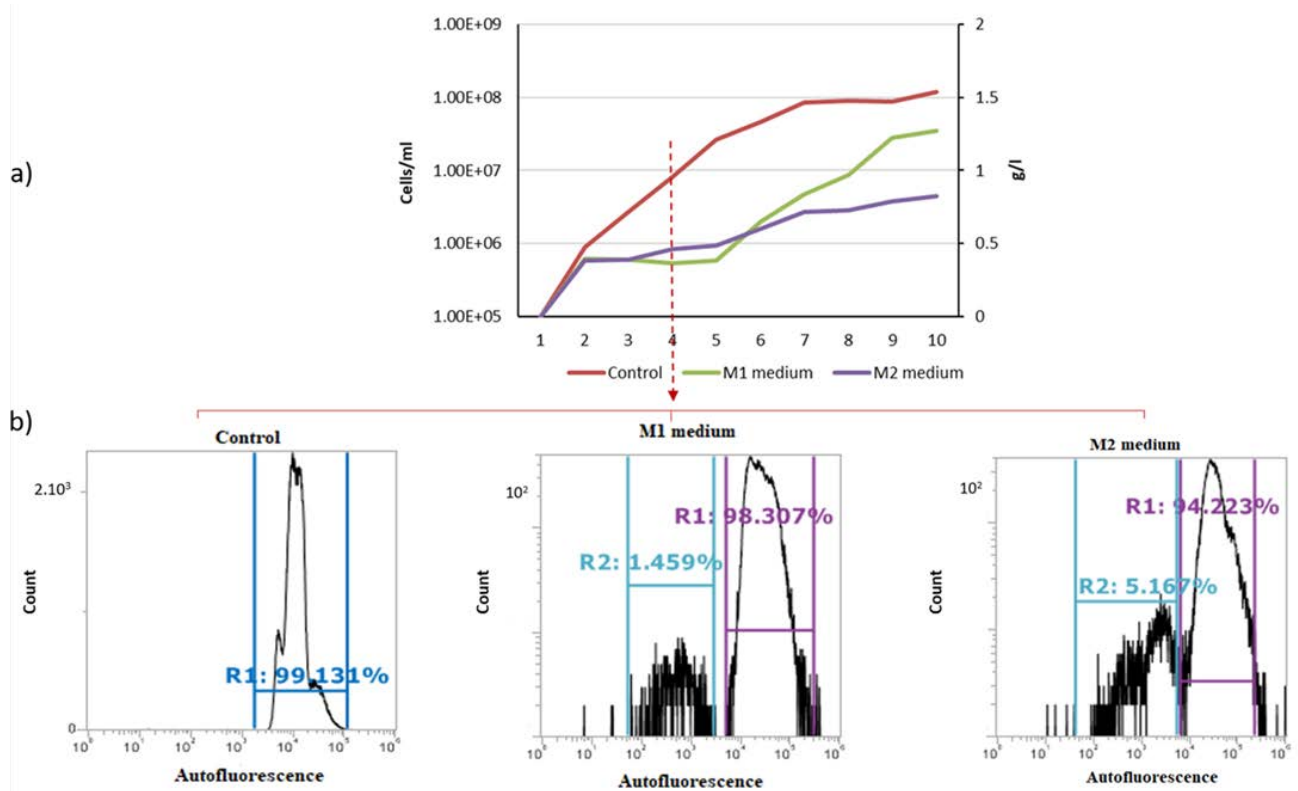 a)
Cells/ml
1.00E+09
1.00E+08
1.00E+07
1.00E+06
1.00E+05
2
1.5
1
0.5
0
g/l
1 2 3 4 5 6 7 8 9 10
Control M1 medium M2 medium
b)
Control
Count
2.10³
0
R1: 99.131%
10⁰ 10¹ 10² 10³ 10⁴ 10⁵ 10⁶
Autofluorescence
M1 medium
Count
10²
R1: 98.307%
R2: 1.459%
10⁰ 10¹ 10² 10³ 10⁴ 10⁵ 10⁶
Autofluorescence
M2 medium
Count
10²
R1: 94.223%
R2: 5.167%
10⁰ 10¹ 10² 10³ 10⁴ 10⁵ 10⁶
Autofluorescence